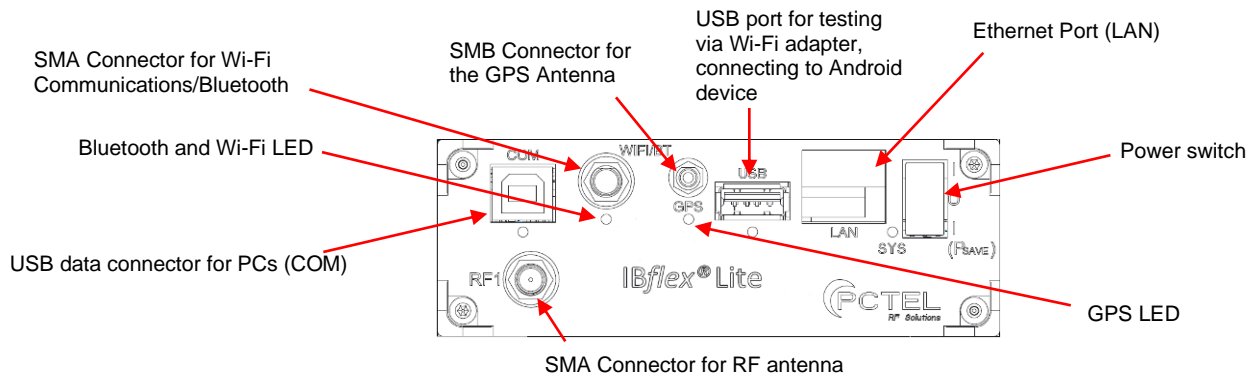 USB port for testing
via Wi-Fi adapter,
connecting to Android
device
Ethernet Port (LAN)
SMA Connector for Wi-Fi
Communications/Bluetooth
SMB Connector for
the GPS Antenna
Bluetooth and Wi-Fi LED
Power switch
COM
WIFI/BT
USB
GPS
LAN
SYS
(PSAVE)
I
O
I
USB data connector for PCs (COM)
RF1
IBflex® Lite
PCTEL
RF Solutions
GPS LED
SMA Connector for RF antenna